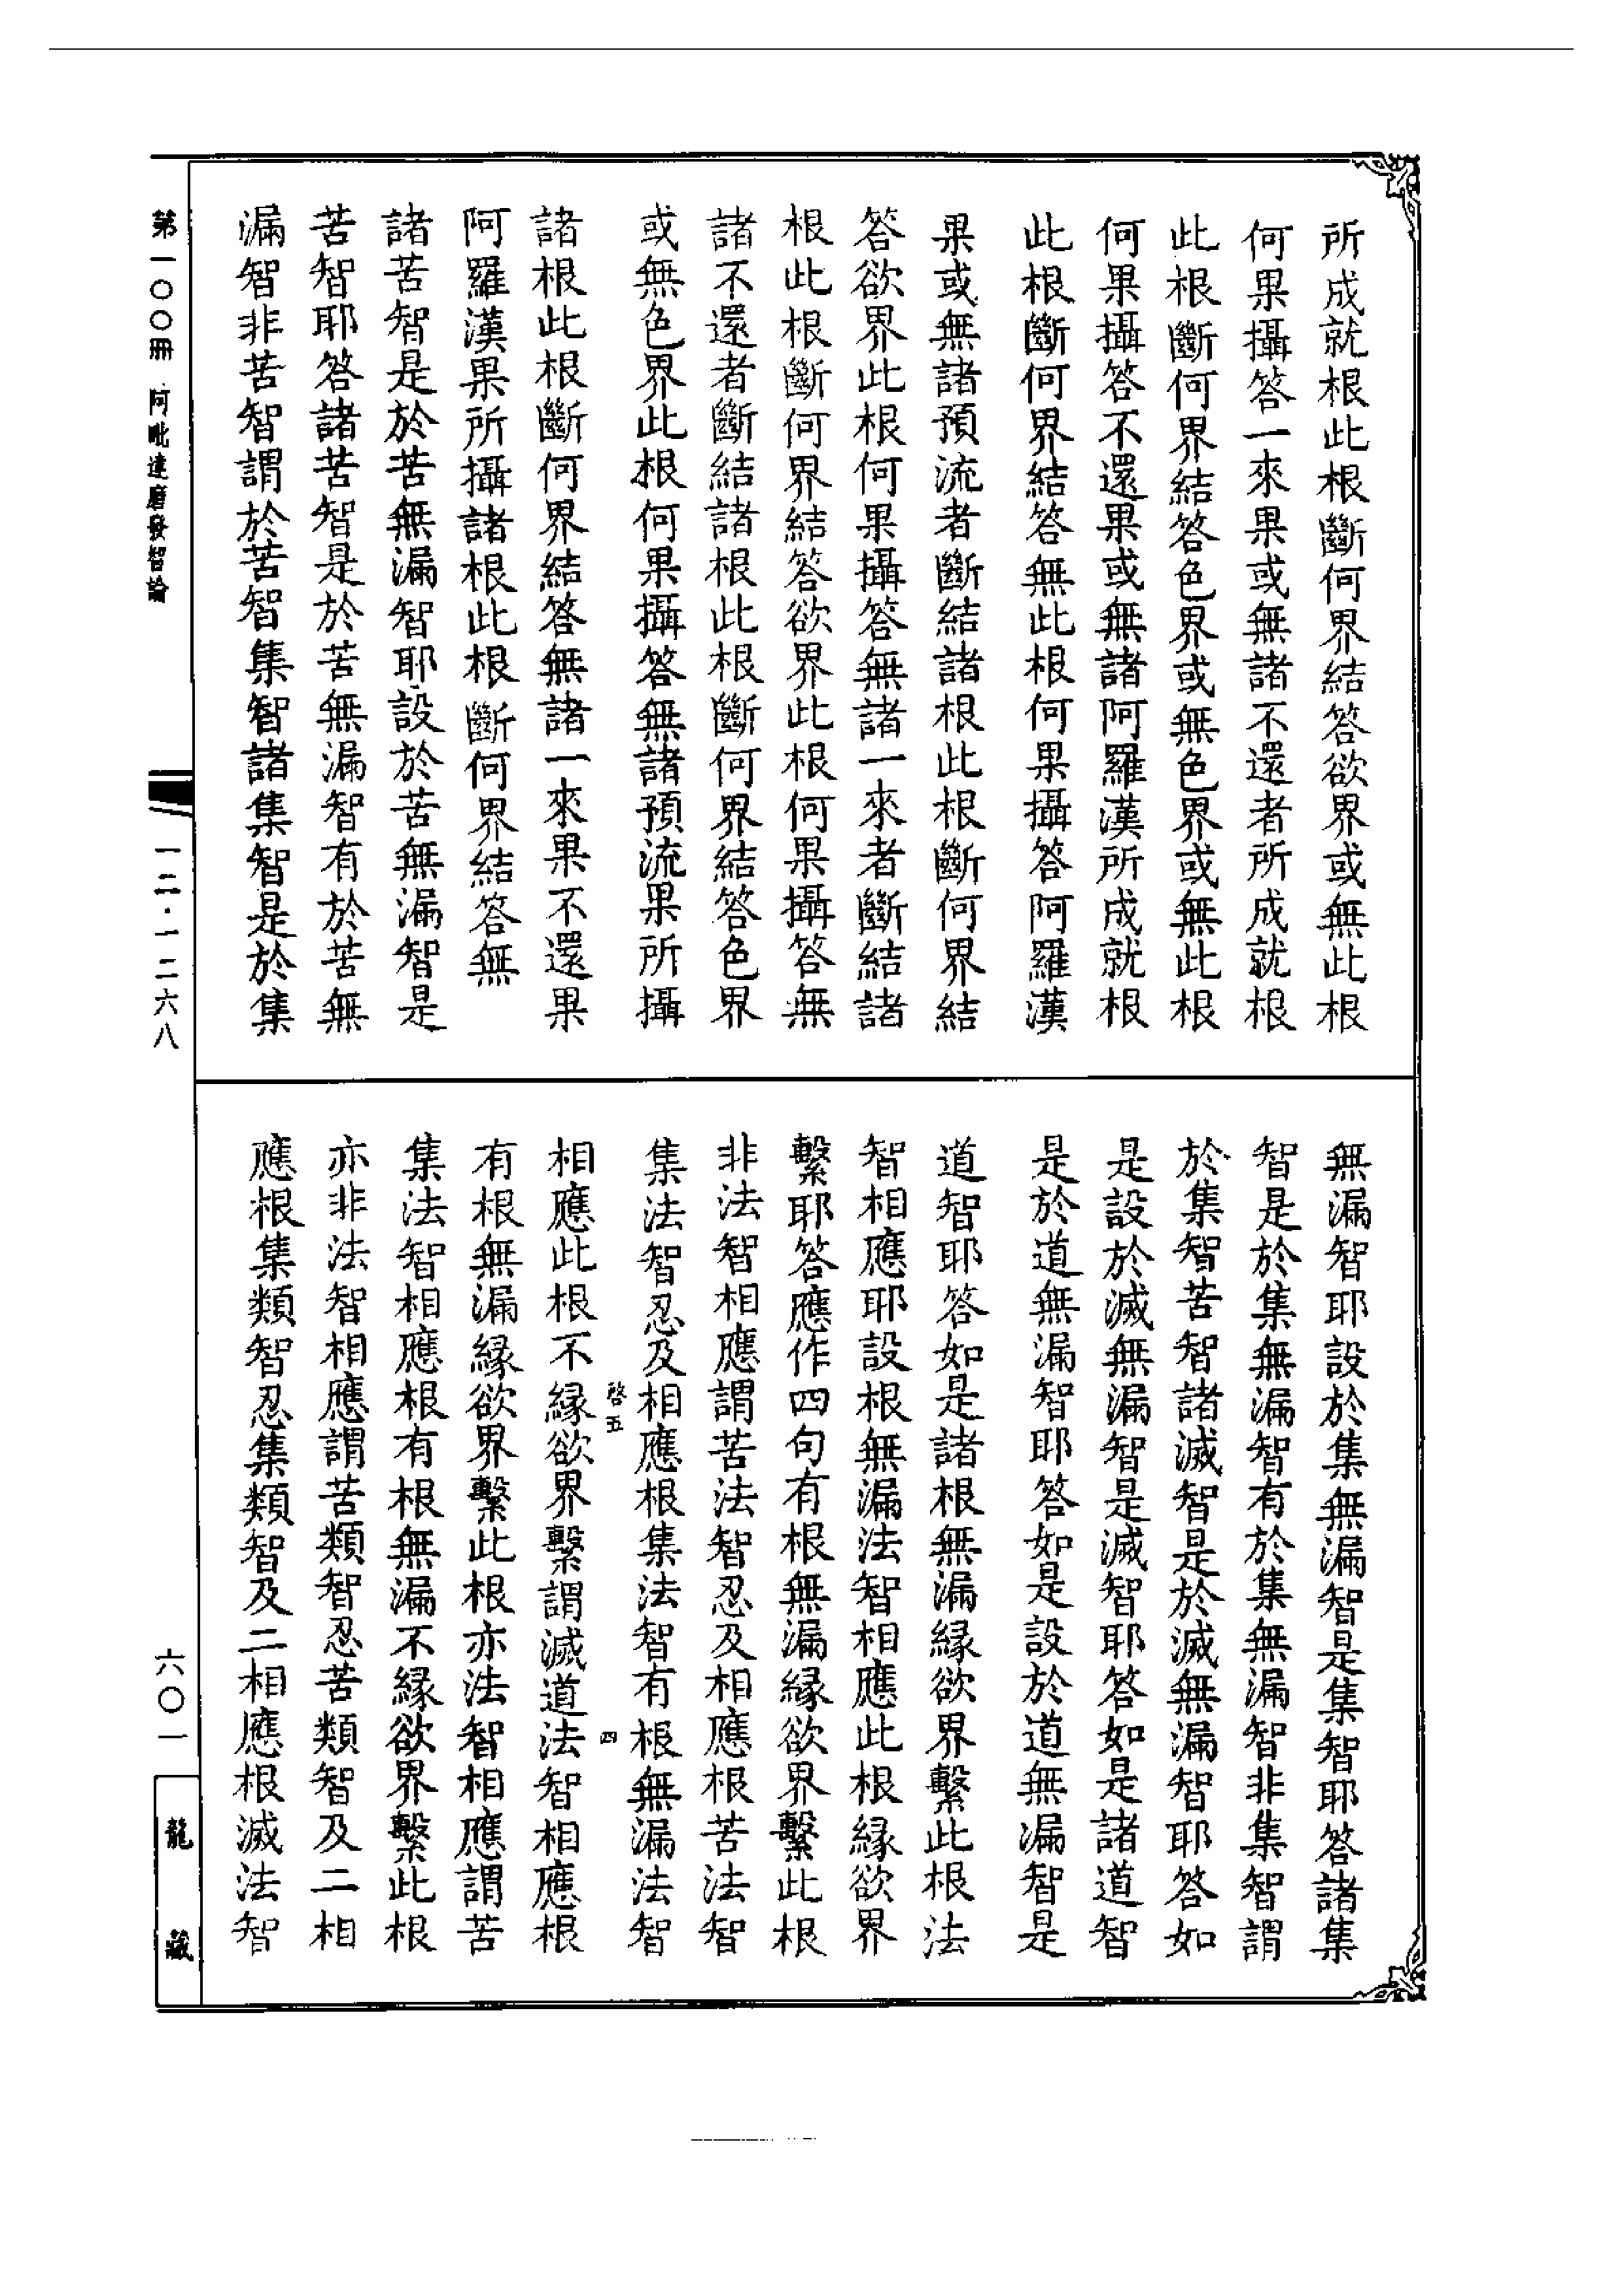 所成就根此根斷何界結答欲界或無此根
何果攝答一來果或無諸不還者所成就根
此根斷何界結答色界或無色界或無此根
何果攝答不還果或無諸阿羅漢所成就根
此根斷何界結答無此根何果攝答阿羅漢
果或無諸預流者斷結諸根此根斷何界結
答欲界此根何果攝答無諸一來者斷結諸
根此根斷何界結答欲界此根何果攝答無
諸不還者斷結諸根此根斷何界結答色界
或無色界此根何果攝答無諸預流果所攝
諸根此根斷何界結答無諸一來果不還果
阿羅漢果所攝諸根此根斷何界結答無
諸苦智是於苦無漏智耶設於苦無漏智是
苦智耶答諸苦智是於苦無漏智有於苦無
漏智非苦智謂於苦智集智諸集智是於集
無漏智耶設於集無漏智是集智耶答諸集
智是於集無漏智有於集無漏智非集智謂
於集智苦智諸滅智是於滅無漏智耶答如
是設於滅無漏智是滅智耶答如是諸道智
是於道無漏智耶答如是設於道無漏智是
道智耶答如是諸根無漏緣欲界繫此根法
智相應耶設根無漏法智相應此根緣欲界
繫耶答應作四句有根無漏緣欲界繫此根
非法智相應謂苦法智忍及相應根苦法智
集法智忍及相應根集法智有根無漏法智
啓五 四
相應此根不緣欲界繫謂滅道法智相應根
有根無漏緣欲界繫此根亦法智相應謂苦
集法智相應根有根無漏不緣欲界繫此根
亦非法智相應謂苦類智忍苦類智及二相
應根集類智忍集類智及二相應根滅法智
第一〇〇冊 阿毗達磨發智論
一二·一二六八
六〇一
龍藏